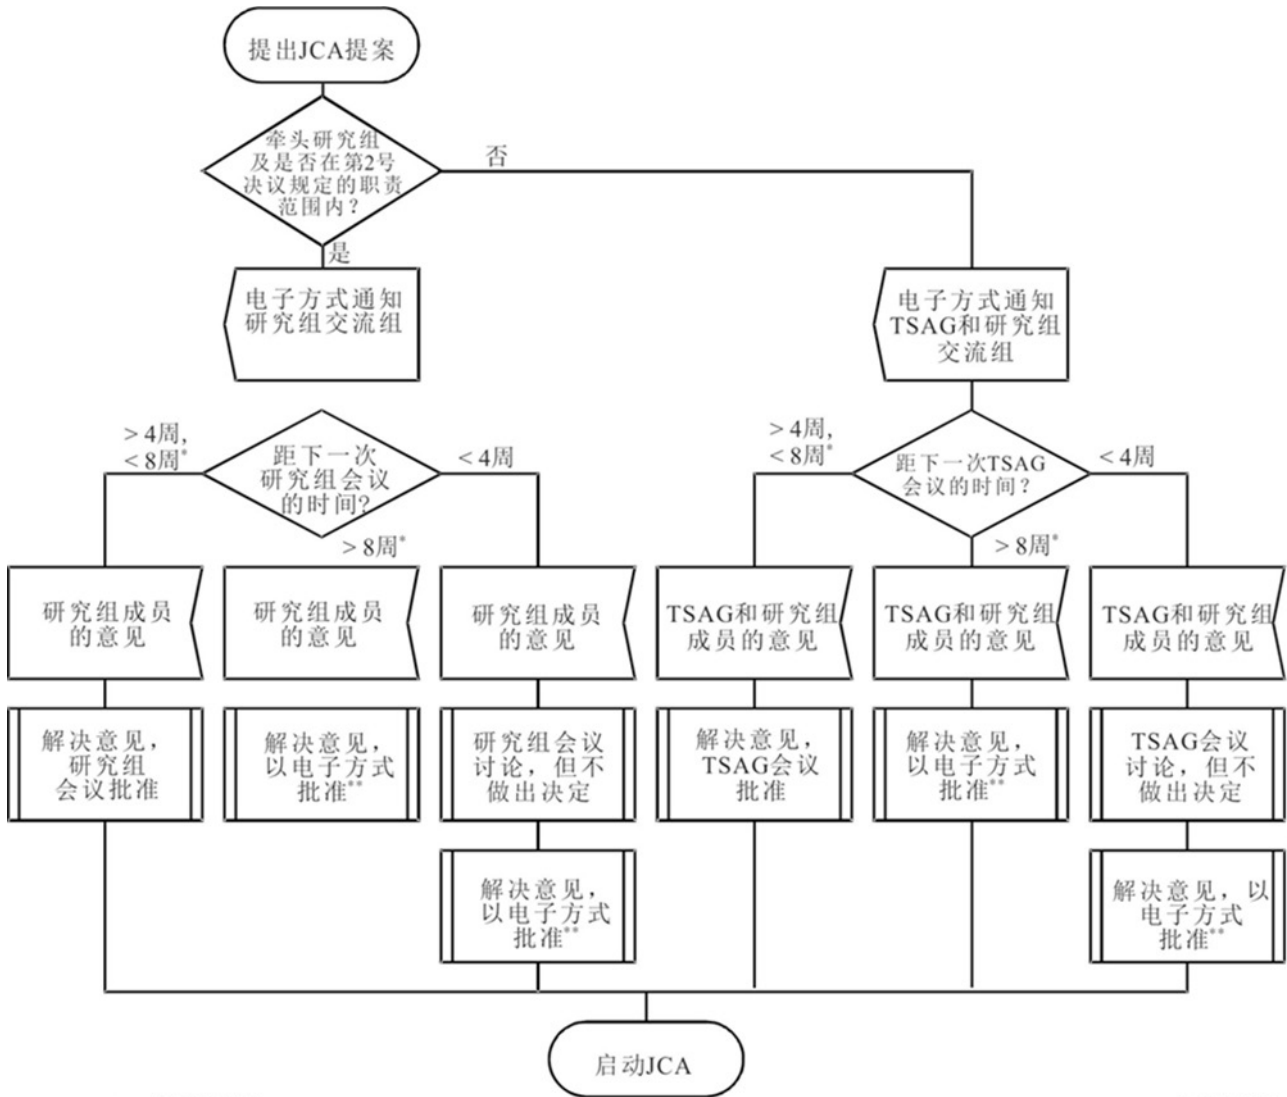 提出JCA提案
牵头研究组
及是否在第2号
决议规定的职责
范围内？
否
是
电子方式通知
研究组交流组
电子方式通知
TSAG和研究组
交流组
> 4周,
< 8周*
距下一次
研究组会议
的时间?
< 4周
> 8周*
> 4周,
< 8周*
距下一次TSAG
会议的时间？
< 4周
> 8周*
研究组成员
的意见
研究组成员
的意见
研究组成员
的意见
TSAG和研究组
成员的意见
TSAG和研究组
成员的意见
TSAG和研究组
成员的意见
解决意见，
研究组
会议批准
解决意见，
以电子方式
批准**
研究组会议
讨论，但不
做出决定
解决意见，
TSAG会议
批准
解决意见，
以电子方式
批准**
TSAG会议
讨论，但不
做出决定
解决意见，
以电子方式
批准**
解决意见，以
电子方式
批准**
启动JCA